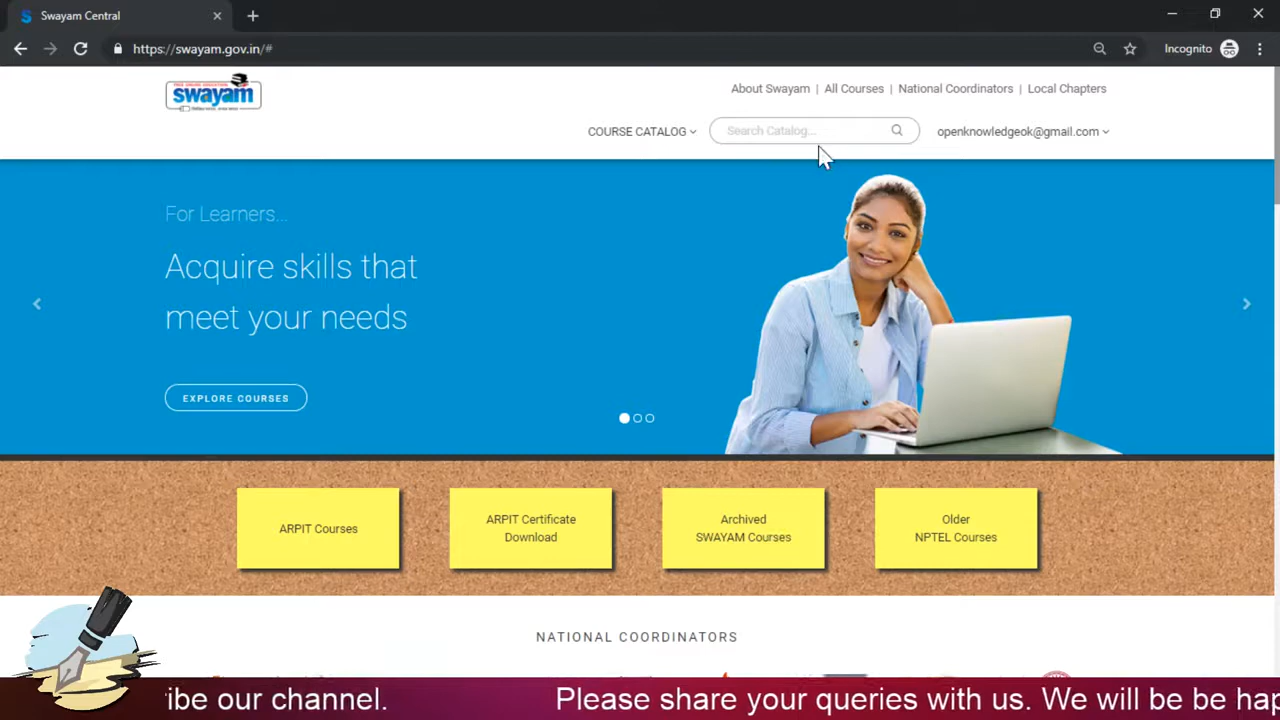 Swayam Central
https://swayam.gov.in/#
Incognito
swayam
About Swayam | All Courses | National Coordinators | Local Chapters
COURSE CATALOG
Search Catalog...
openknowledgeok@gmail.com
For Learners...
Acquire skills that
meet your needs
EXPLORE COURSES
ARPIT Courses
ARPIT Certificate
Download
Archived
SWAYAM Courses
Older
NPTEL Courses
NATIONAL COORDINATORS
ribe our channel. Please share your queries with us. We will be be hap